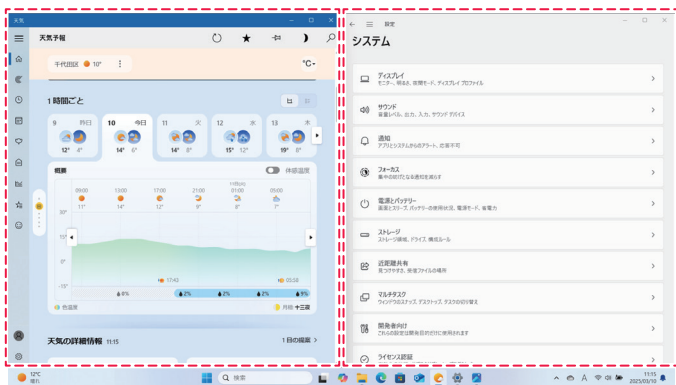 天気
天気予報
千代田区 10°
°C
1 時間ごと
9 昨日 10 今日 11 火 12 水 13 木
12° 4° 14° 6° 14° 8° 15° 12° 19° 8°
概要 体感温度
09:00 13:00 17:00 21:00 01:00 05:00
11° 14° 12° 9° 8° 7°
30°
15°
0°
-15°
17:43 05:50
0% 2% 2% 2% 9%
色温度 月相: 十三夜
天気の詳細情報 11:15 1 日の概要
設定
システム
ディスプレイ
モニター、明るさ、夜間モード、ディスプレイ プロファイル
サウンド
音量レベル、出力、入力、サウンド デバイス
通知
アプリとシステムからのアラート、応答不可
フォーカス
集中の妨げとなる通知を減らす
電源とバッテリー
画面とスリープ、バッテリーの使用状況、電源モード、省電力
ストレージ
ストレージ領域、ドライブ、構成ルール
近距離共有
見つけやすさ、受信ファイルの場所
マルチタスク
ウィンドウのスナップ、デスクトップ、タスクの切り替え
開発者向け
これらの設定は開発目的だけに使用されます
ライセンス認証
12°C
晴れ
検索
A
11:15
2025/03/10